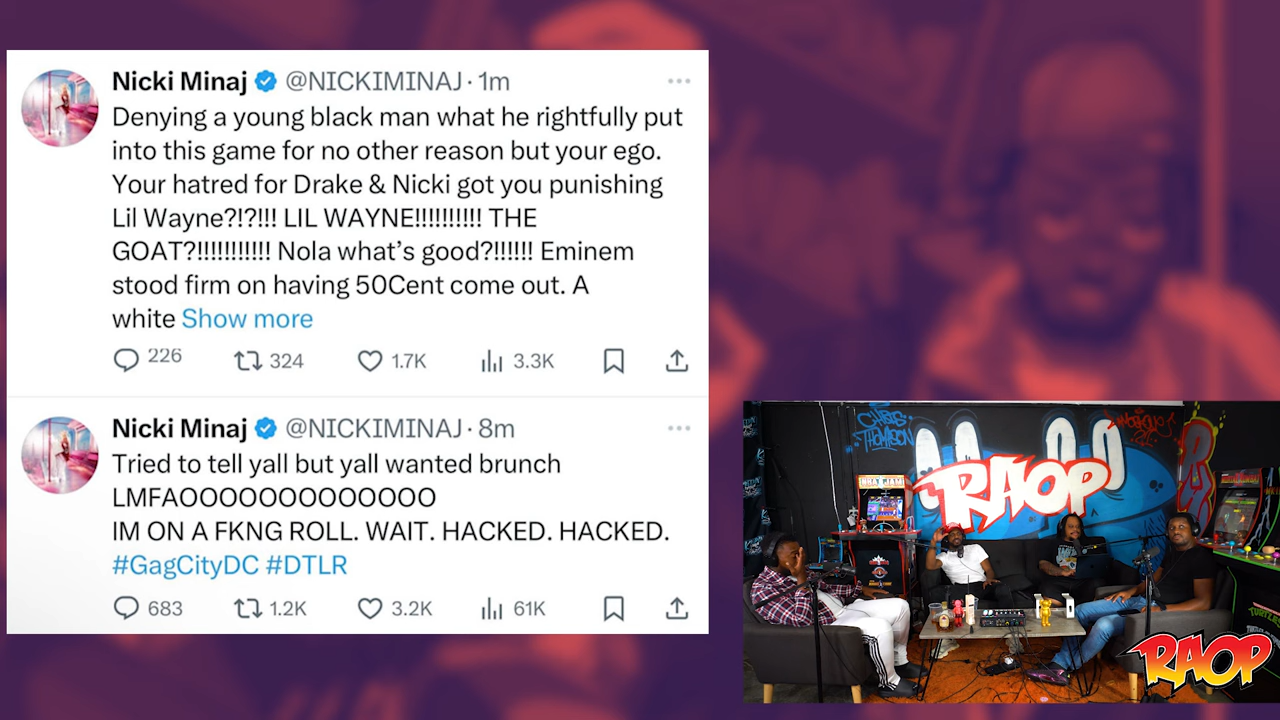 Nicki Minaj @NICKIMINAJ · 1m
Denying a young black man what he rightfully put
into this game for no other reason but your ego.
Your hatred for Drake & Nicki got you punishing
Lil Wayne?!?!!! LIL WAYNE!!!!!!!!!! THE
GOAT?!!!!!!!!!!! Nola what’s good?!!!!!! Eminem
stood firm on having 50Cent come out. A
white Show more
226 324 1.7K 3.3K
Nicki Minaj @NICKIMINAJ · 8m
Tried to tell yall but yall wanted brunch
LMFAOOOOOOOOOOOOO
IM ON A FKNG ROLL. WAIT. HACKED. HACKED.
#GagCityDC #DTLR
683 1.2K 3.2K 61K
CHRIS
THOMPSON
RAOP
NBA JAM
RAOP